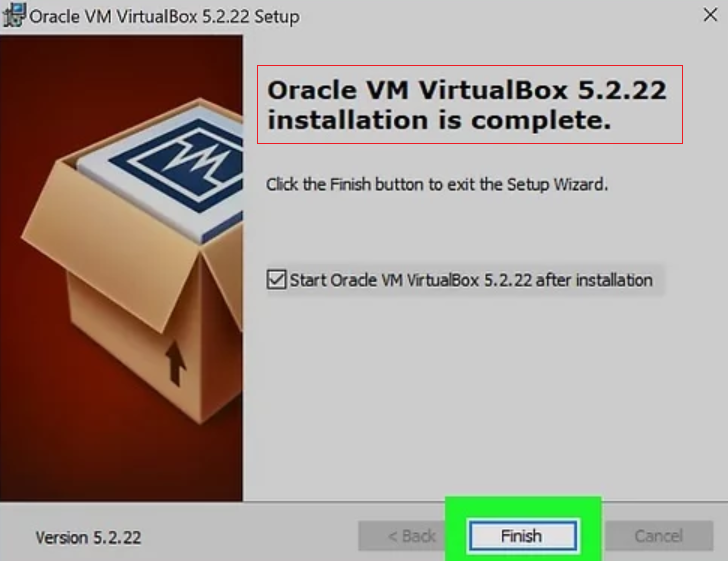 Oracle VM VirtualBox 5.2.22 Setup
Oracle VM VirtualBox 5.2.22
installation is complete.
Click the Finish button to exit the Setup Wizard.
Start Oracle VM VirtualBox 5.2.22 after installation
Version 5.2.22
< Back
Finish
Cancel